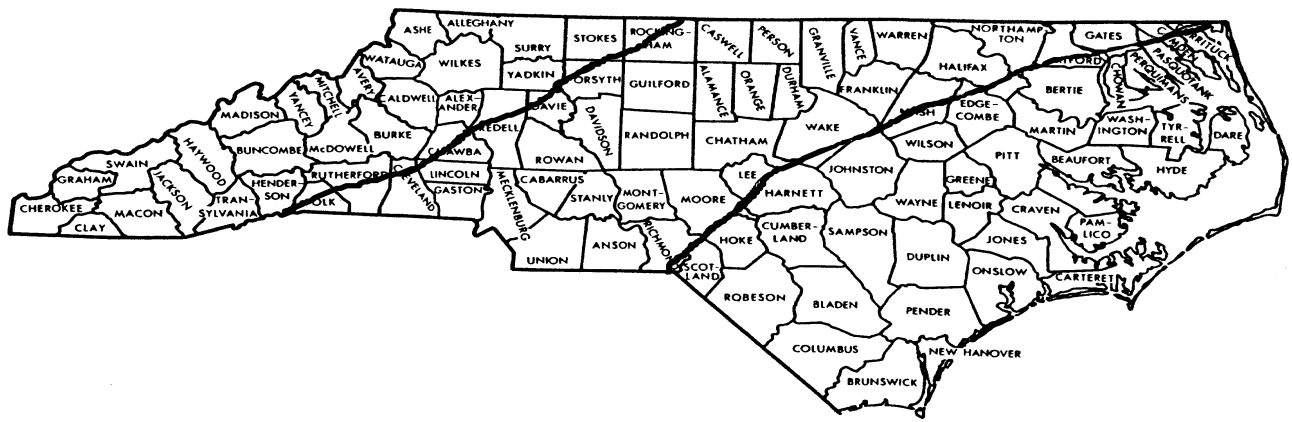 ASHE
ALLEGHANY
SURRY
STOKES
ROCKING-
HAM
CASWELL
PERSON
GRANVILLE
VANCE
WARREN
NORTHAMP
TON
GATES
CAMDEN
PASQUOTANK
PERQUIMANS
CHOWAN
WATAUGA
WILKES
YADKIN
FORSYTH
GUILFORD
ALAMANCE
ORANGE
DURHAM
FRANKLIN
HALIFAX
BERTIE
MITCHELL
AVERY
YANCEY
MADISON
CALDWELL
ALEX-
ANDER
DAVIE
DAVIDSON
RANDOLPH
CHATHAM
WAKE
EDGE-
COMBE
MARTIN
WASH-
INGTON
TYR-
RELL
DARE
BURKE
McDOWELL
BUNCOMBE
HAYWOOD
SWAIN
GRAHAM
CHEROKEE
CLAY
MACON
JACKSON
TRAN-
SYLVANIA
HENDER-
SON
RUTHERFORD
OLK
CLEVELAND
LINCOLN
GASTON
ROWAN
CABARRUS
MECKLENBURG
STANLY
UNION
ANSON
MONT-
GOMERY
RICHMON
MOORE
LEE
HARNETT
JOHNSTON
WILSON
PITT
BEAUFORT
HYDE
GREENE
WAYNE
LENOIR
CRAVEN
PAM-
LICO
SCOT-
LAND
HOKE
CUMBER-
LAND
SAMPSON
DUPLIN
JONES
ONSLOW
CARTERET
ROBESON
BLADEN
PENDER
COLUMBUS
NEW HANOVER
BRUNSWICK